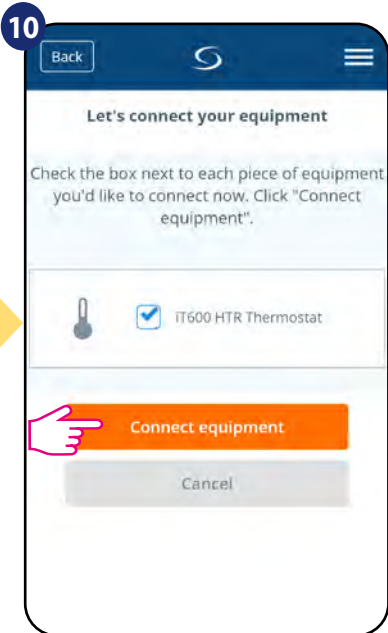 10
Back
Let's connect your equipment
Check the box next to each piece of equipment
you'd like to connect now. Click "Connect
equipment".
iT600 HTR Thermostat
Connect equipment
Cancel